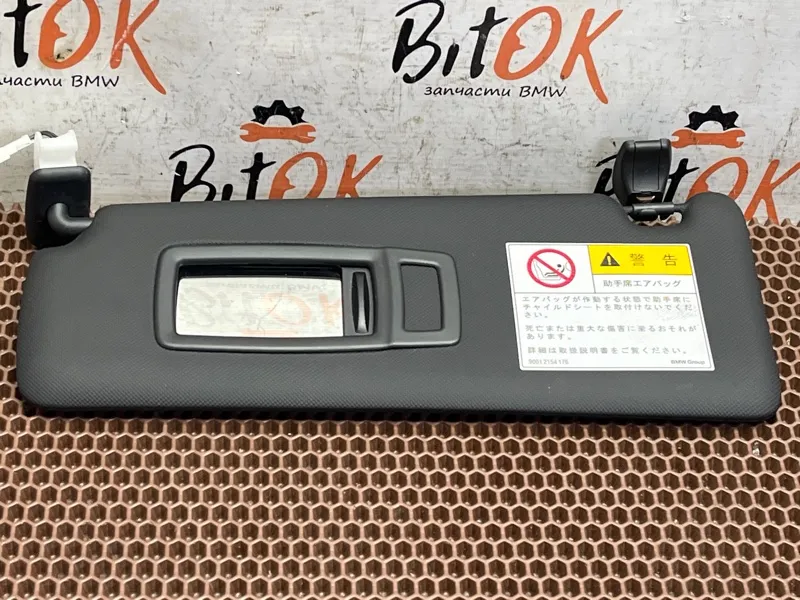 BitOK
запчасти BMW
BitOK
запчасти BMW
BitOK
BitOK
警告
助手席エアバッグ
エアバッグが作動する状態で助手席に
チャイルドシートを取付けないでくだ
さい。
死亡または重大な傷害に至るおそれが
あります。
詳細は取扱説明書をご覧ください。
BMW Group